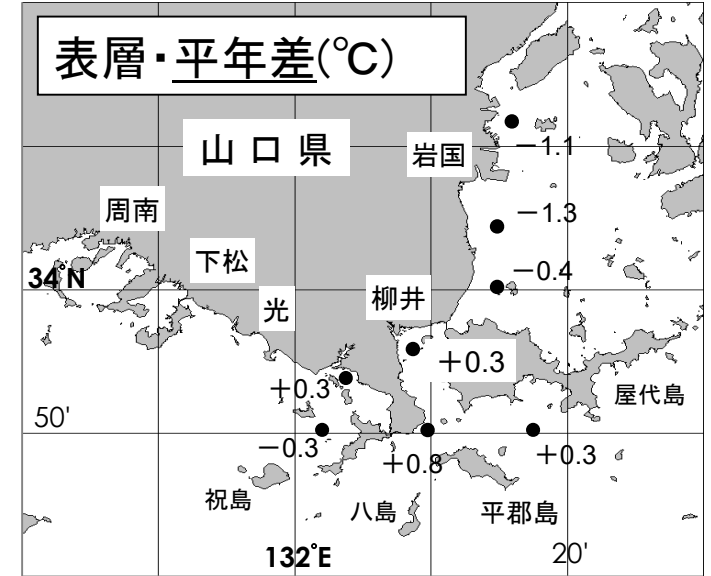 表層・平年差(℃)
山口県
岩国
－1.1
周南
－1.3
下松
34°N
－0.4
光
柳井
＋0.3
＋0.3
屋代島
50'
－0.3
＋0.8
＋0.3
祝島
八島
平郡島
132°E
20'